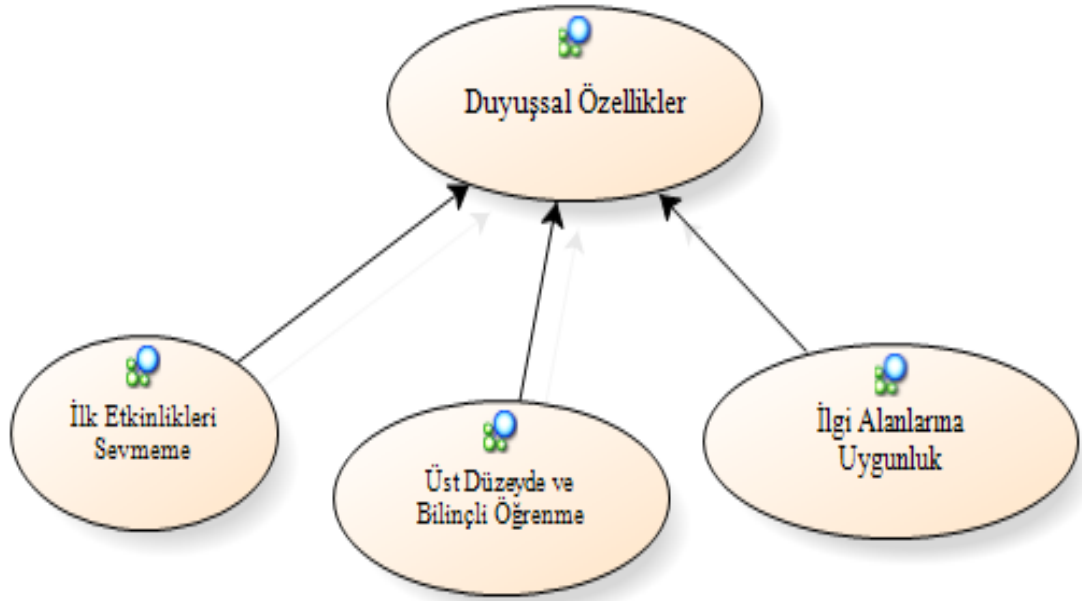 Duyuşsal Özellikler
İlk Etkinlikleri
Sevmeme
Üst Düzeyde ve
Bilinçli Öğrenme
İlgi Alanlarına
Uygunluk